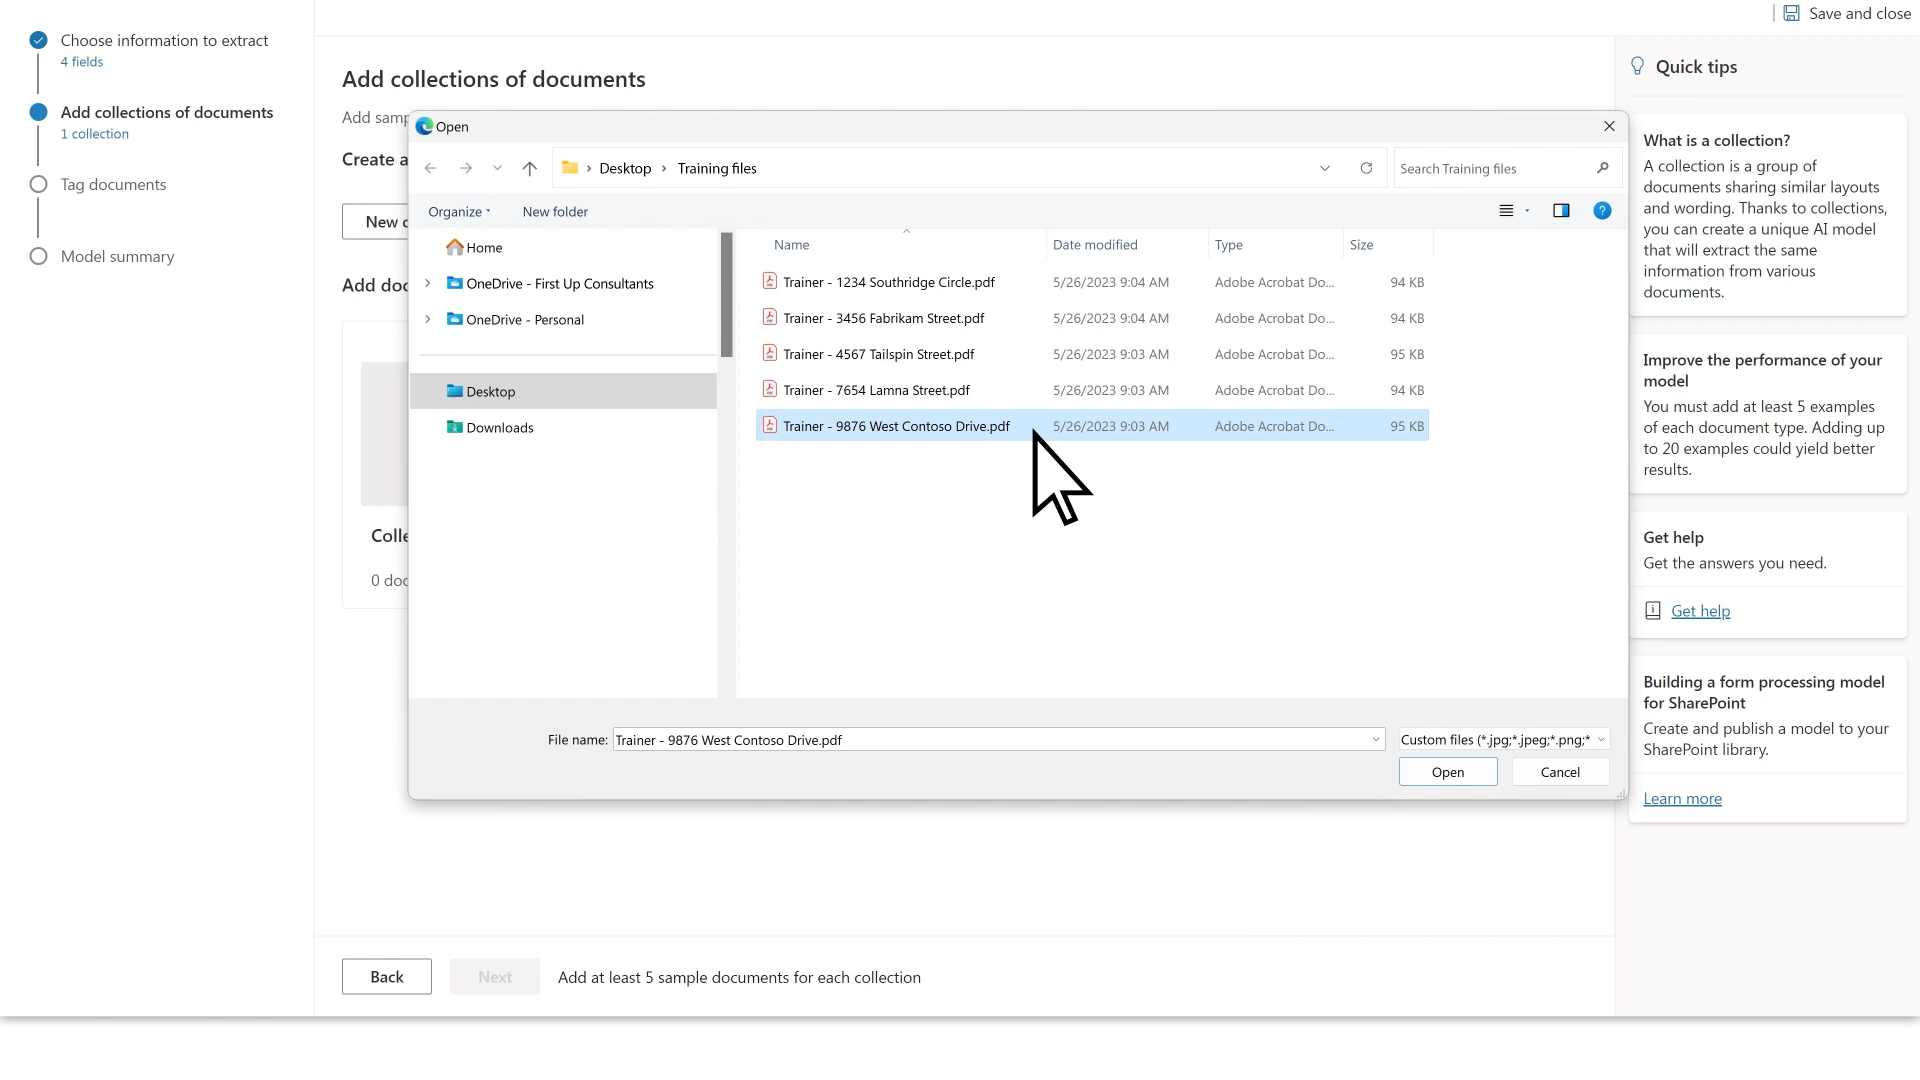 Save and close
Choose information to extract
4 fields
Add collections of documents
1 collection
Tag documents
Model summary
Add collections of documents
Add samp
Create a
New c
Add doc
Colle
0 doc
Open
Desktop
Training files
Search Training files
Organize
New folder
Home
OneDrive - First Up Consultants
OneDrive - Personal
Desktop
Downloads
Name Date modified Type Size
Trainer - 1234 Southridge Circle.pdf 5/26/2023 9:04 AM Adobe Acrobat Do... 94 KB
Trainer - 3456 Fabrikam Street.pdf 5/26/2023 9:04 AM Adobe Acrobat Do... 94 KB
Trainer - 4567 Tailspin Street.pdf 5/26/2023 9:03 AM Adobe Acrobat Do... 95 KB
Trainer - 7654 Lamna Street.pdf 5/26/2023 9:03 AM Adobe Acrobat Do... 94 KB
Trainer - 9876 West Contoso Drive.pdf 5/26/2023 9:03 AM Adobe Acrobat Do... 95 KB
File name: Trainer - 9876 West Contoso Drive.pdf
Custom files (*.jpg;*.jpeg;*.png;*
Open
Cancel
Back
Next
Add at least 5 sample documents for each collection
Quick tips
What is a collection?
A collection is a group of
documents sharing similar layouts
and wording. Thanks to collections,
you can create a unique AI model
that will extract the same
information from various
documents.
Improve the performance of your
model
You must add at least 5 examples
of each document type. Adding up
to 20 examples could yield better
results.
Get help
Get the answers you need.
Get help
Building a form processing model
for SharePoint
Create and publish a model to your
SharePoint library.
Learn more